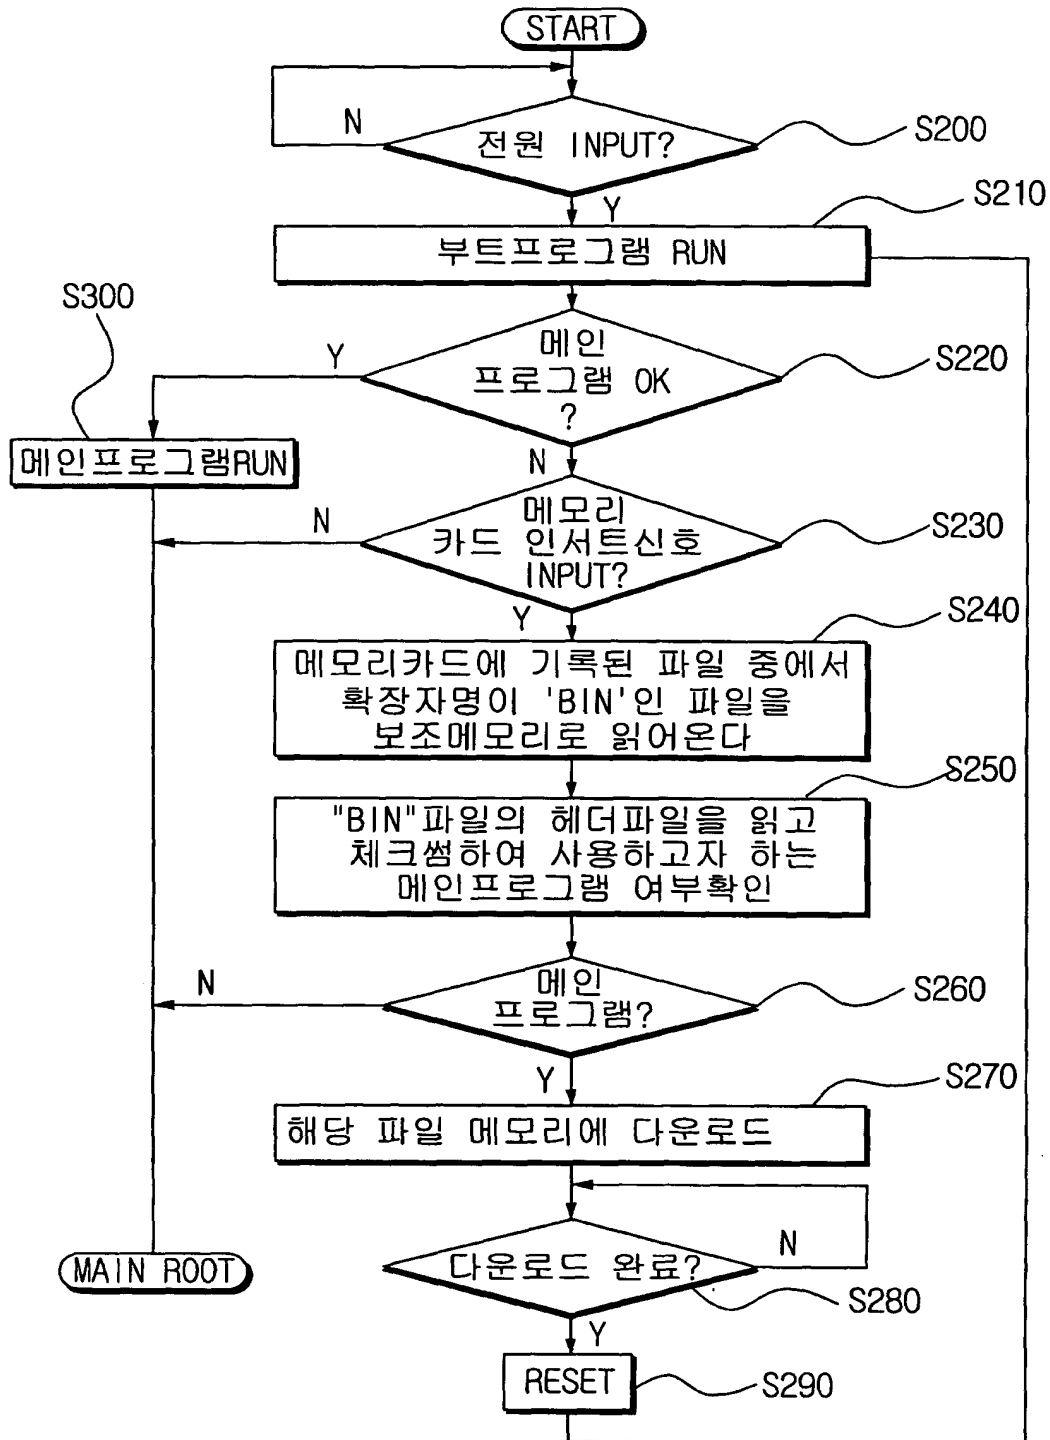 START
N
전원 INPUT?
S200
Y
S210
부트프로그램 RUN
S300
Y
메인
프로그램 OK
?
S220
메인프로그램RUN
N
N
메모리
카드 인서트신호
INPUT?
S230
Y
S240
메모리카드에 기록된 파일 중에서
확장자명이 'BIN'인 파일을
보조메모리로 읽어온다
S250
"BIN"파일의 헤더파일을 읽고
체크썸하여 사용하고자 하는
메인프로그램 여부확인
N
메인
프로그램?
S260
Y
S270
해당 파일 메모리에 다운로드
MAIN ROOT
다운로드 완료?
N
S280
Y
RESET
S290